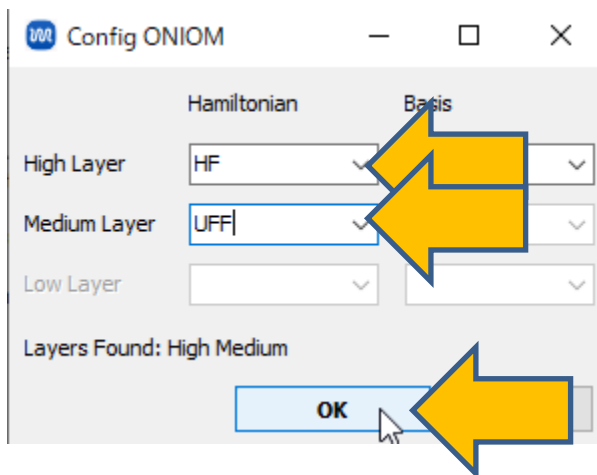 Config ONIOM
Hamiltonian Basis
High Layer HF
Medium Layer UFF
Low Layer
Layers Found: High Medium
OK